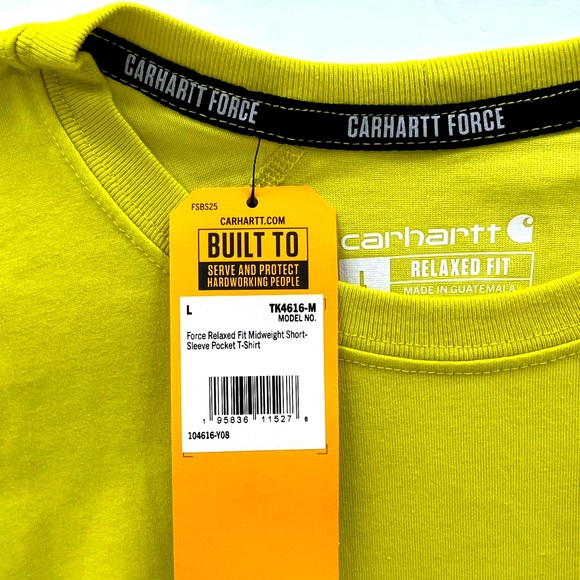 CARHARTT FORCE
CARHARTT FORCE
carhartt
L
RELAXED FIT
MADE IN GUATEMALA
FSBS25
CARHARTT.COM
BUILT TO
SERVE AND PROTECT
HARDWORKING PEOPLE
L TK4616-M
MODEL NO.
Force Relaxed Fit Midweight Short-
Sleeve Pocket T-Shirt
1 95836 11527 8
104616-Y08